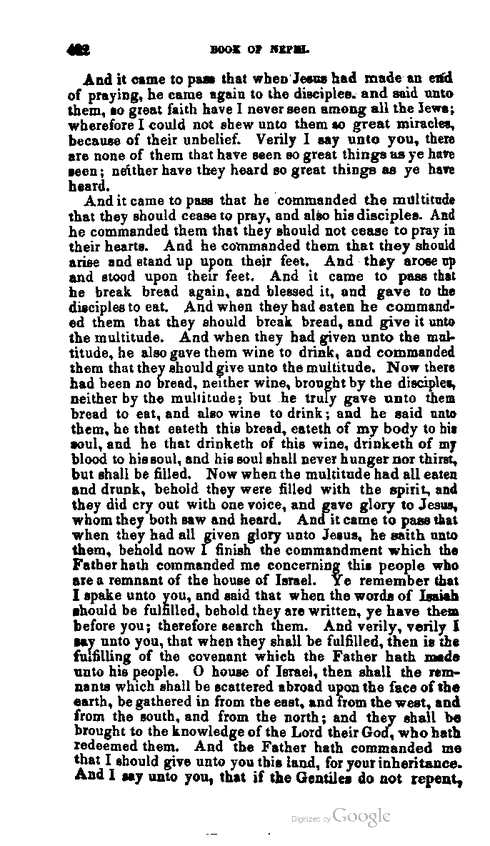 482 BOOK OF NEPHI.
And it came to pass that when Jesus had made an end
of praying, he came again to the disciples, and said unto
them, so great faith have I never seen among all the Jews;
wherefore I could not shew unto them so great miracles,
because of their unbelief. Verily I say unto you, there
are none of them that have seen so great things as ye have
seen; neither have they heard so great things as ye have
heard.
And it came to pass that he commanded the multitude
that they should cease to pray, and also his disciples. And
he commanded them that they should not cease to pray in
their hearts. And he commanded them that they should
arise and stand up upon their feet. And they arose up
and stood upon their feet. And it came to pass that
he break bread again, and blessed it, and gave to the
disciples to eat. And when they had eaten he command-
ed them that they should break bread, and give it unto
the multitude. And when they had given unto the mul-
titude, he also gave them wine to drink, and commanded
them that they should give unto the multitude. Now there
had been no bread, neither wine, brought by the disciples,
neither by the multitude; but he truly gave unto them
bread to eat, and also wine to drink; and he said unto
them, he that eateth this bread, eateth of my body to his
soul, and he that drinketh of this wine, drinketh of my
blood to his soul, and his soul shall never hunger nor thirst,
but shall be filled. Now when the multitude had all eaten
and drunk, behold they were filled with the spirit, and
they did cry out with one voice, and gave glory to Jesus,
whom they both saw and heard. And it came to pass that
when they had all given glory unto Jesus, he saith unto
them, behold now I finish the commandment which the
Father hath commanded me concerning this people who
are a remnant of the house of Israel. Ye remember that
I spake unto you, and said that when the words of Isaiah
should be fulfilled, behold they are written, ye have them
before you; therefore search them. And verily, verily I
say unto you, that when they shall be fulfilled, then is the
fulfilling of the covenant which the Father hath made
unto his people. O house of Israel, then shall the rem-
nants which shall be scattered abroad upon the face of the
earth, be gathered in from the east, and from the west, and
from the south, and from the north; and they shall be
brought to the knowledge of the Lord their God, who hath
redeemed them. And the Father hath commanded me
that I should give unto you this land, for your inheritance.
And I say unto you, that if the Gentiles do not repent,
Digitized by Google